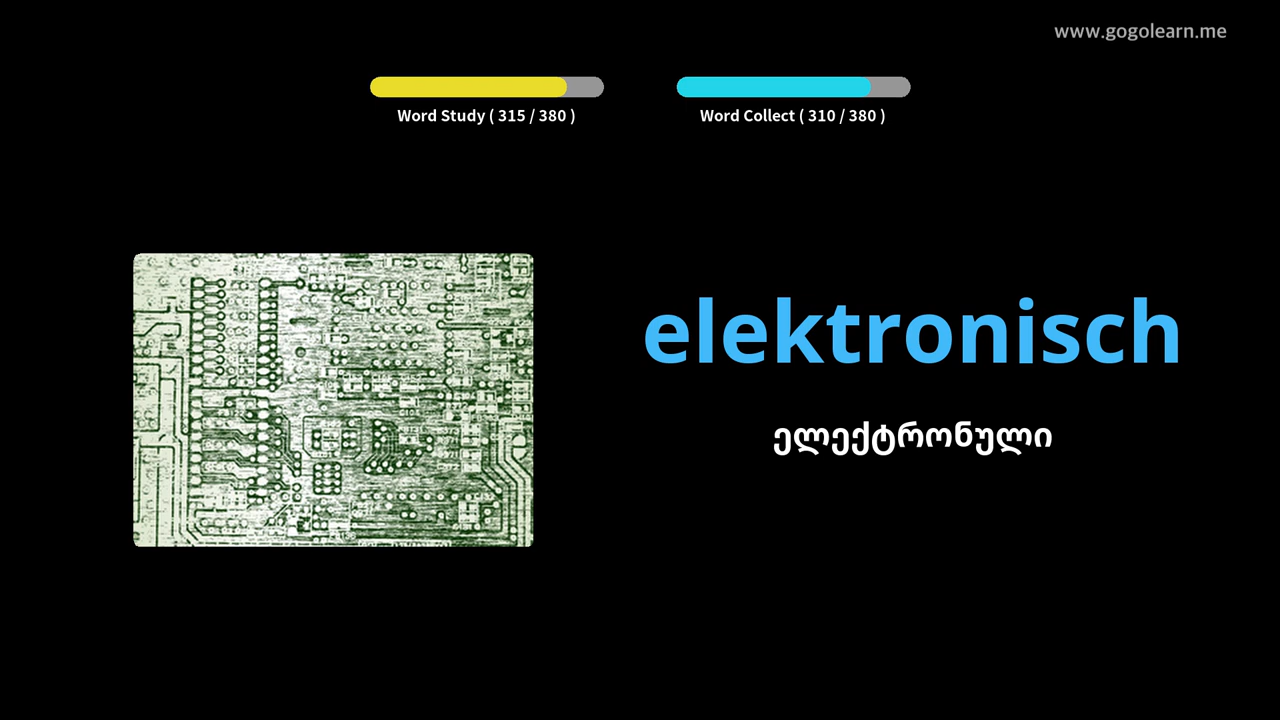 www.gogolearn.me
Word Study ( 315 / 380 )
Word Collect ( 310 / 380 )
elektronisch
ელექტრონული